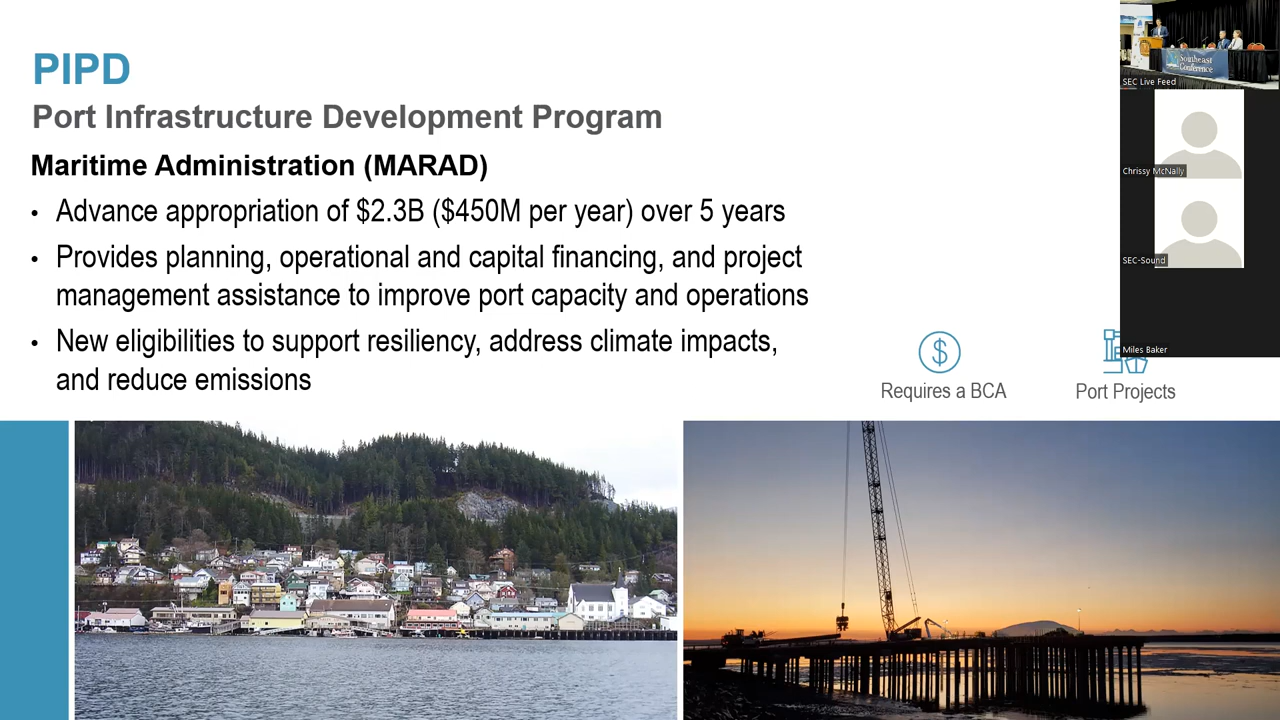 PIPD
Port Infrastructure Development Program
Maritime Administration (MARAD)
• Advance appropriation of $2.3B ($450M per year) over 5 years
• Provides planning, operational and capital financing, and project
management assistance to improve port capacity and operations
• New eligibilities to support resiliency, address climate impacts,
and reduce emissions
$
Requires a BCA
Port Projects
Southeast
Conference
SEC Live Feed
Chrissy McNally
SEC-Sound
Miles Baker